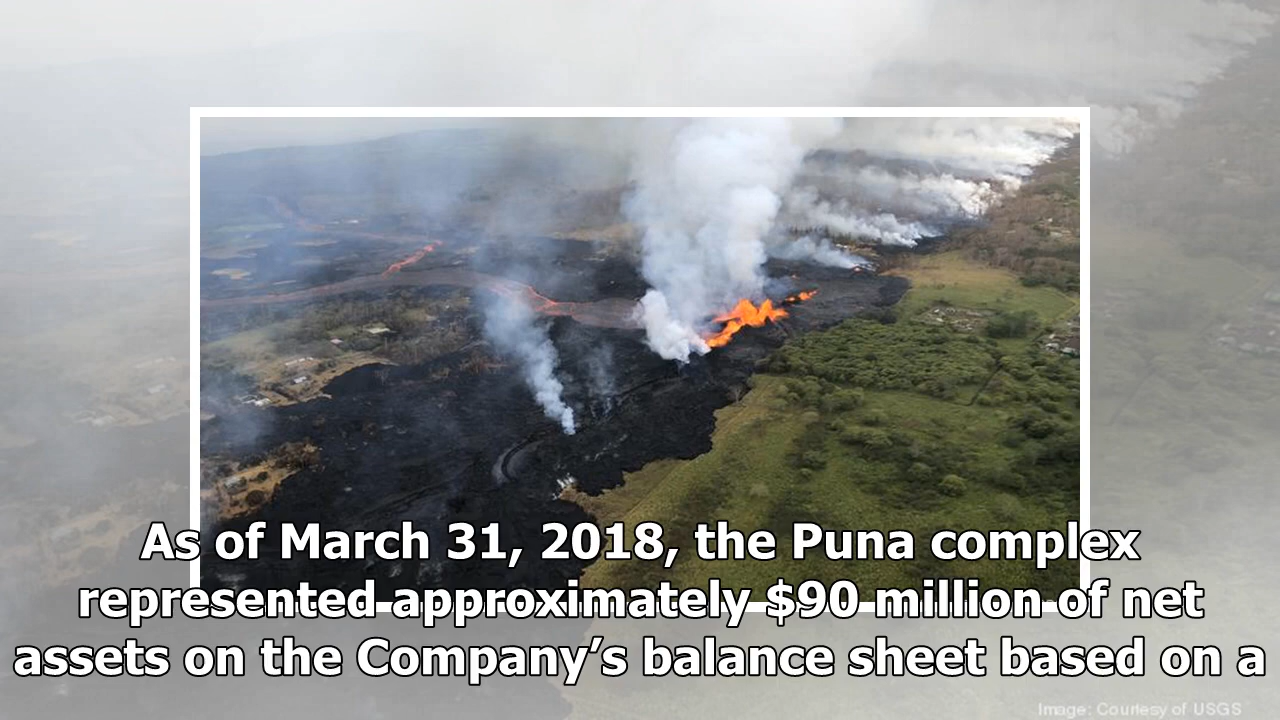 As of March 31, 2018, the Puna complex
represented approximately $90 million of net
assets on the Company’s balance sheet based on a
Image: Courtesy of USGS